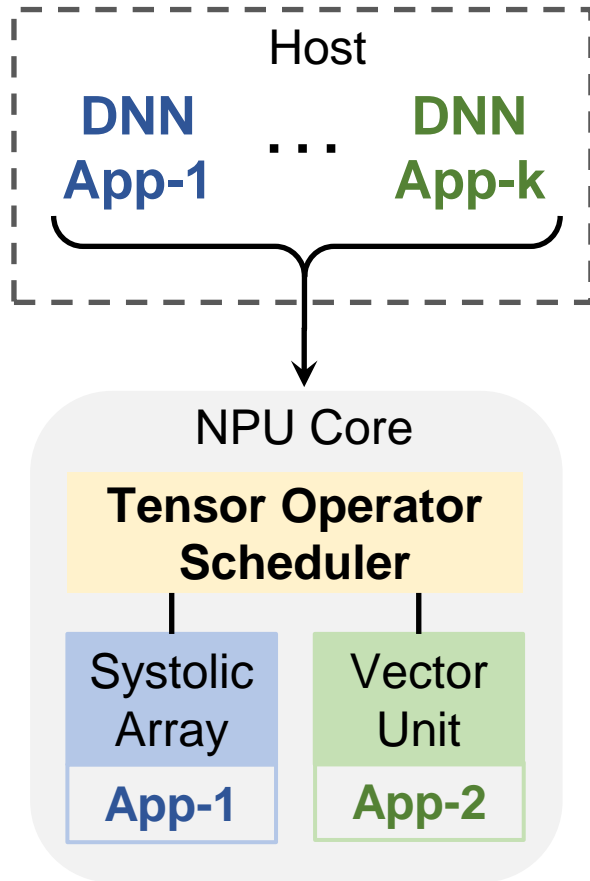 Host
DNN
App-1
...
DNN
App-k
NPU Core
Tensor Operator
Scheduler
Systolic
Array
App-1
Vector
Unit
App-2